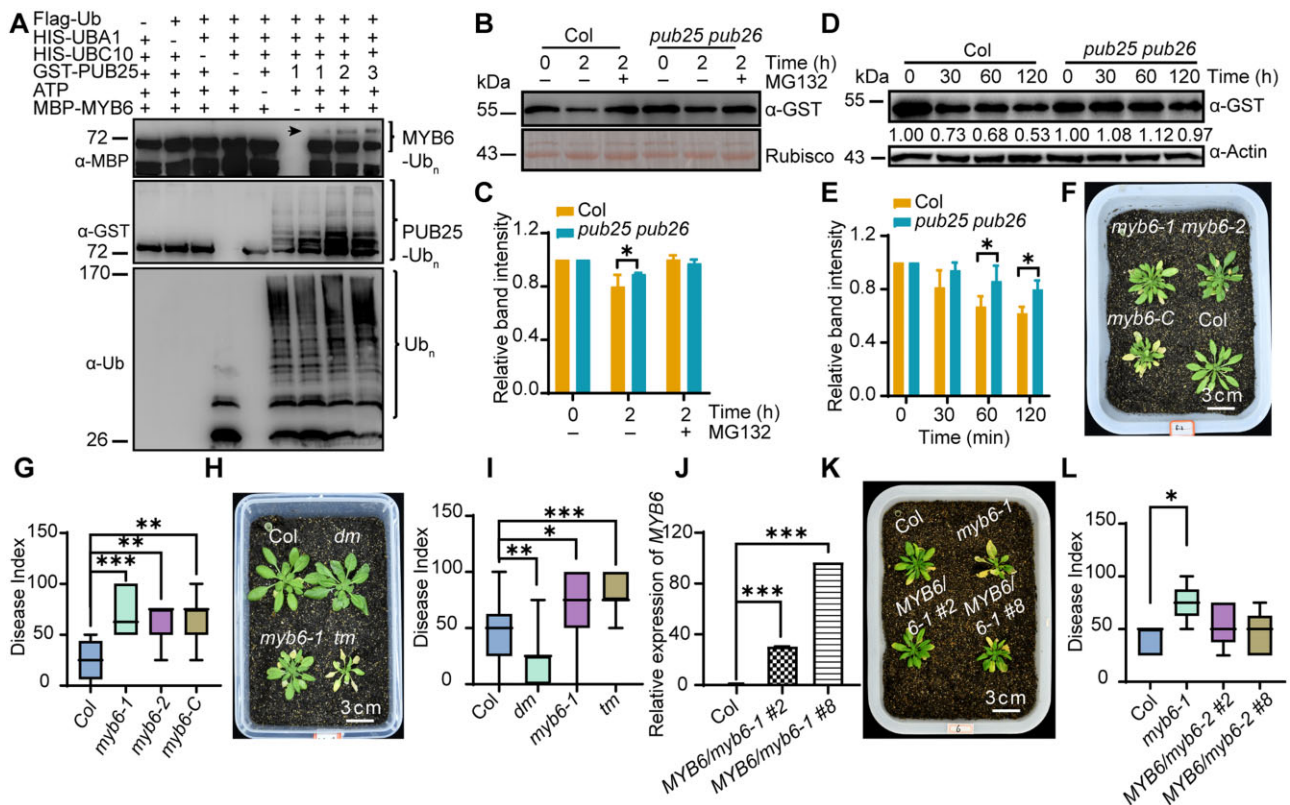 A
Flag-Ub - + + + + + + + +
HIS-UBA1 + - + + + + + + +
HIS-UBC10 + + - + + + + + +
GST-PUB25 + + + - + 1 1 2 3
ATP + + + + + + + + +
MBP-MYB6 + + + + - - + + +
72
α-MBP
MYB6
-Ubn
α-GST
72
PUB25
-Ubn
170
α-Ub
26
Ubn
B
Col pub25 pub26
0 2 2 0 2 2 Time (h)
– – + – – + MG132
kDa
55
α-GST
43
Rubisco
C
Col
pub25 pub26
Relative band intensity
1.2
0.8
0.4
0.0
*
0 2 2 Time (h)
– – + MG132
D
Col pub25 pub26
kDa 0 30 60 120 0 30 60 120 Time (h)
55
α-GST
1.00 0.73 0.68 0.53 1.00 1.08 1.12 0.97
43
α-Actin
E
Col
pub25 pub26
Relative band intensity
1.2
0.8
0.4
0.0
* *
0 30 60 120
Time (min)
F
myb6-1 myb6-2
myb6-C Col
3cm
G
Disease Index
150
100
50
0
**
**
***
Col myb6-1 myb6-2 myb6-C
H
Col dm
myb6-1 tm
3cm
I
Disease Index
150
100
50
0
***
*
**
Col dm myb6-1 tm
J
Relative expression of MYB6
120
90
60
30
0
***
***
Col MYB6/myb6-1 #2 MYB6/myb6-1 #8
K
Col myb6-1
MYB6/
6-1 #2
MYB6/
6-1 #8
3cm
6
L
Disease Index
150
100
50
0
*
Col myb6-1 MYB6/myb6-2 #2 MYB6/myb6-2 #8